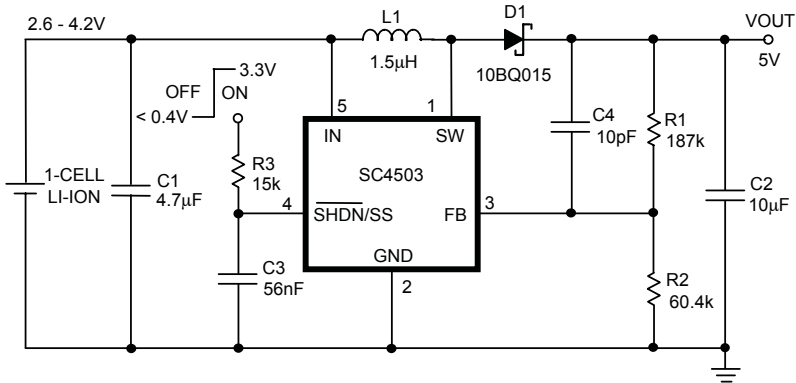 2.6 - 4.2V
L1
1.5μH
D1
10BQ015
VOUT
5V
OFF
ON
3.3V
< 0.4V
5
1
IN
SW
SC4503
SHDN/SS
FB
GND
4
3
2
C4
10pF
R1
187k
R3
15k
1-CELL
LI-ION
C1
4.7μF
C2
10μF
C3
56nF
R2
60.4k